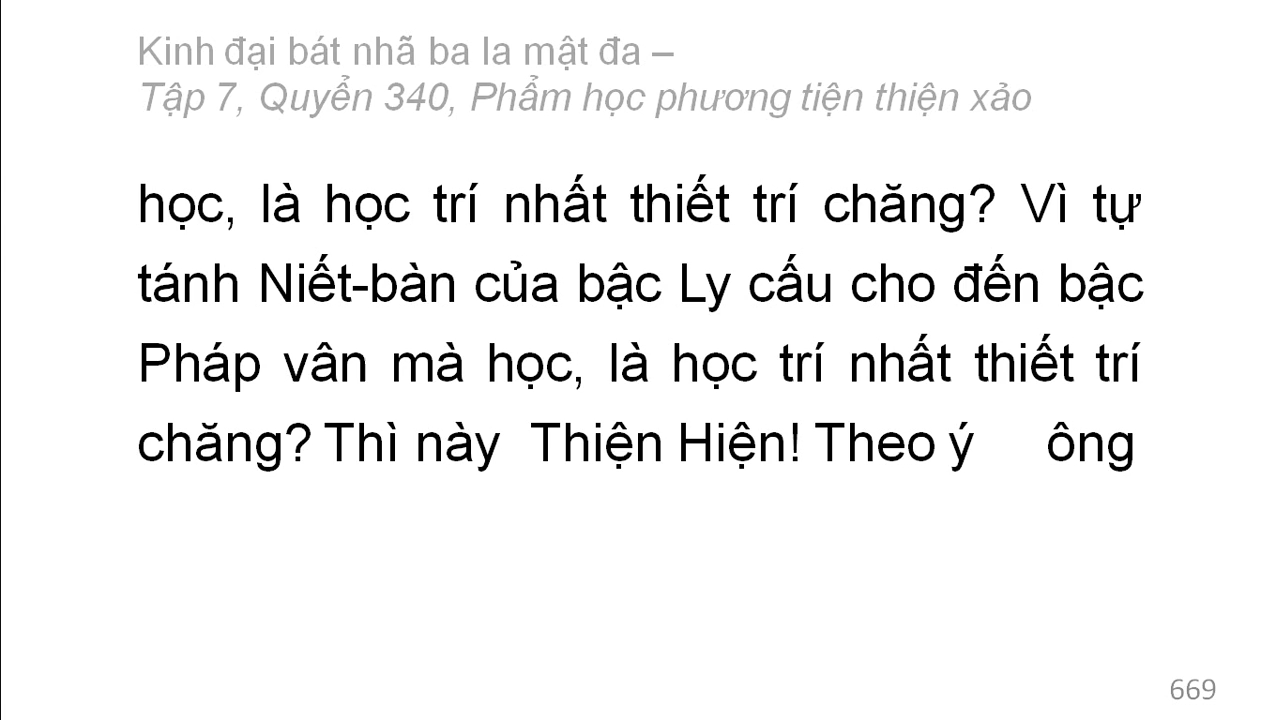 Kinh đại bát nhã ba la mật đa –
Tập 7, Quyển 340, Phẩm học phương tiện thiện xảo
học, là học trí nhất thiết trí chăng? Vì tự
tánh Niết-bàn của bậc Ly cấu cho đến bậc
Pháp vân mà học, là học trí nhất thiết trí
chăng? Thì này Thiện Hiện! Theo ý ông
669